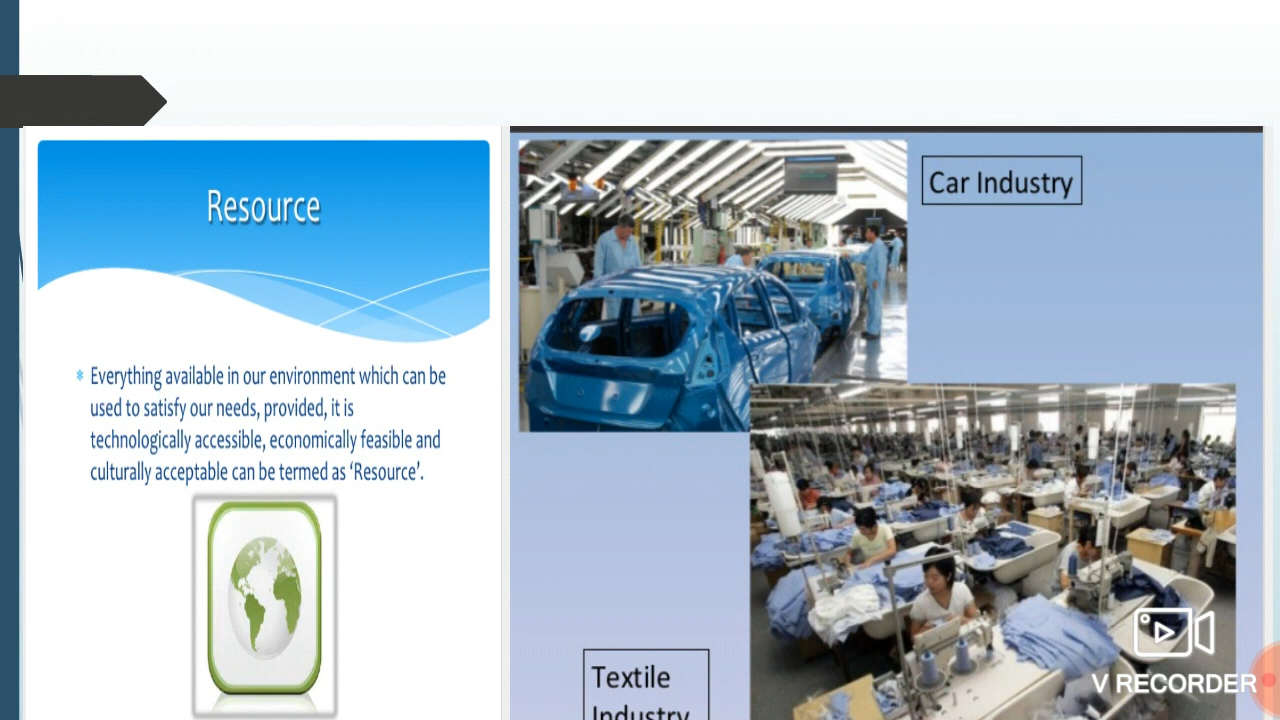 Resource
Everything available in our environment which can be
used to satisfy our needs, provided, it is
technologically accessible, economically feasible and
culturally acceptable can be termed as ‘Resource’.
Car Industry
Textile
Industry
V RECORDER